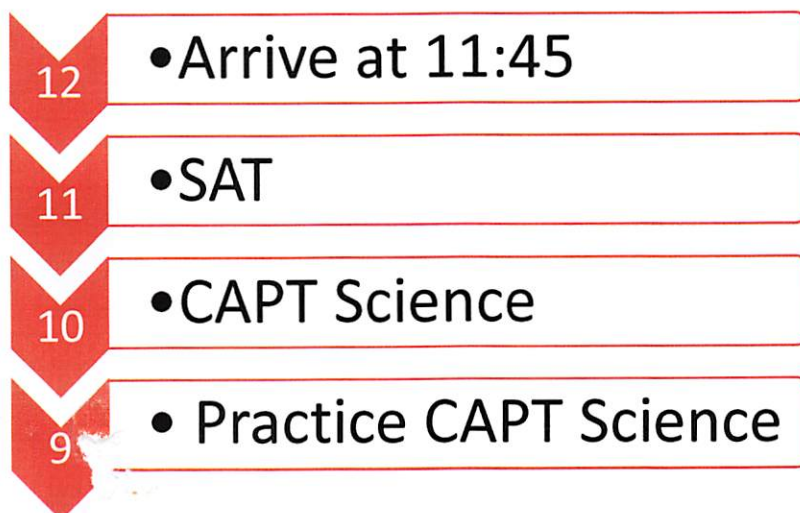 12 •Arrive at 11:45
11 •SAT
10 •CAPT Science
9 • Practice CAPT Science